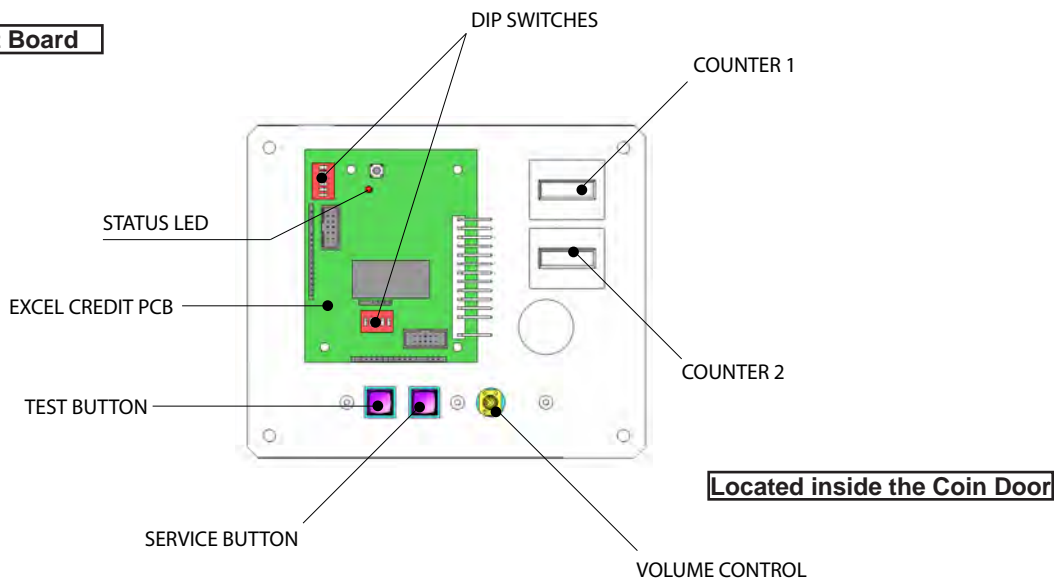 DIP SWITCHES
Board
COUNTER 1
STATUS LED
EXCEL CREDIT PCB
COUNTER 2
TEST BUTTON
Located inside the Coin Door
SERVICE BUTTON
VOLUME CONTROL